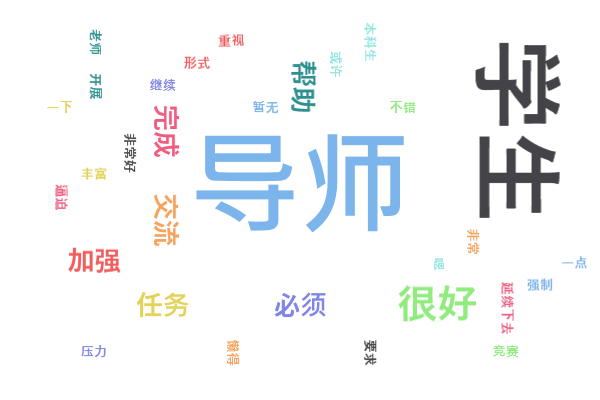 老师
重视
本科生
形式
或许
学生
开展
继续
帮助
一下
暂无
不错
完成
非常好
导师
丰富
逼迫
交流
非常
加强
一点
强制
任务
必须
很好
延续下去
压力
懒得
要求
竞赛